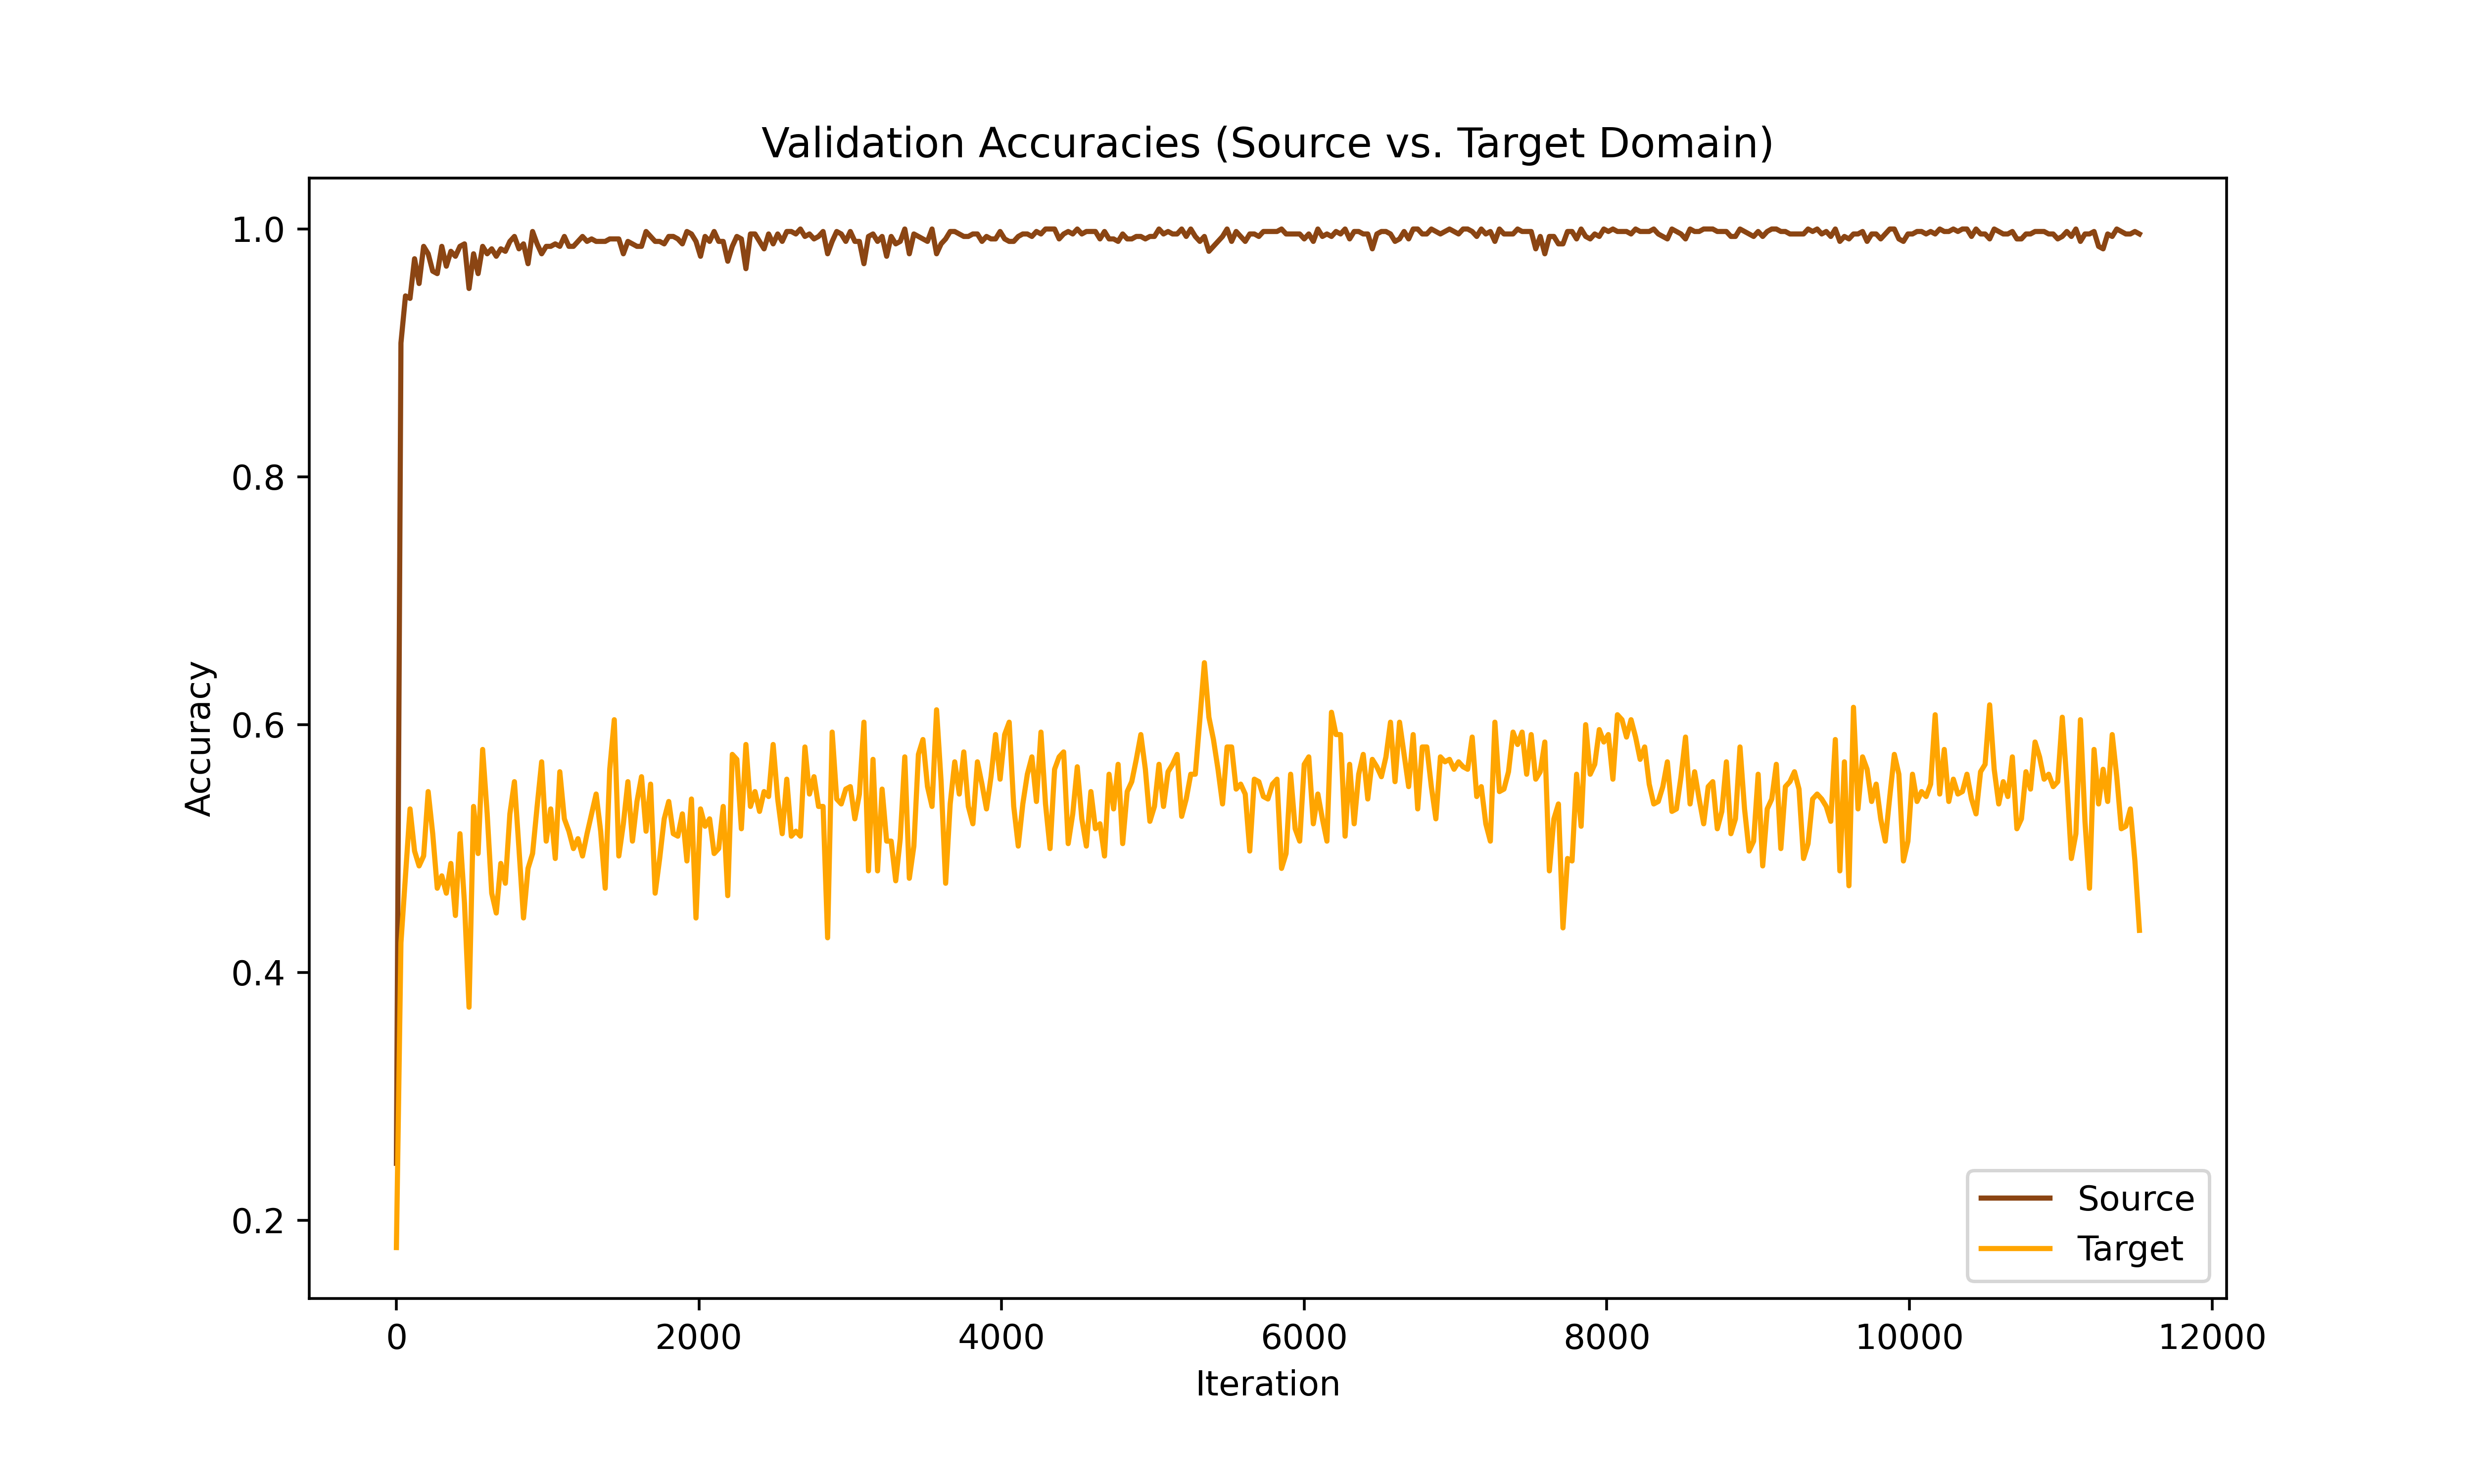 Validation Accuracies (Source vs. Target Domain)
1.0
0.8
0.6
0.4
0.2
Accuracy
0 2000 4000 6000 8000 10000 12000
Iteration
Source
Target